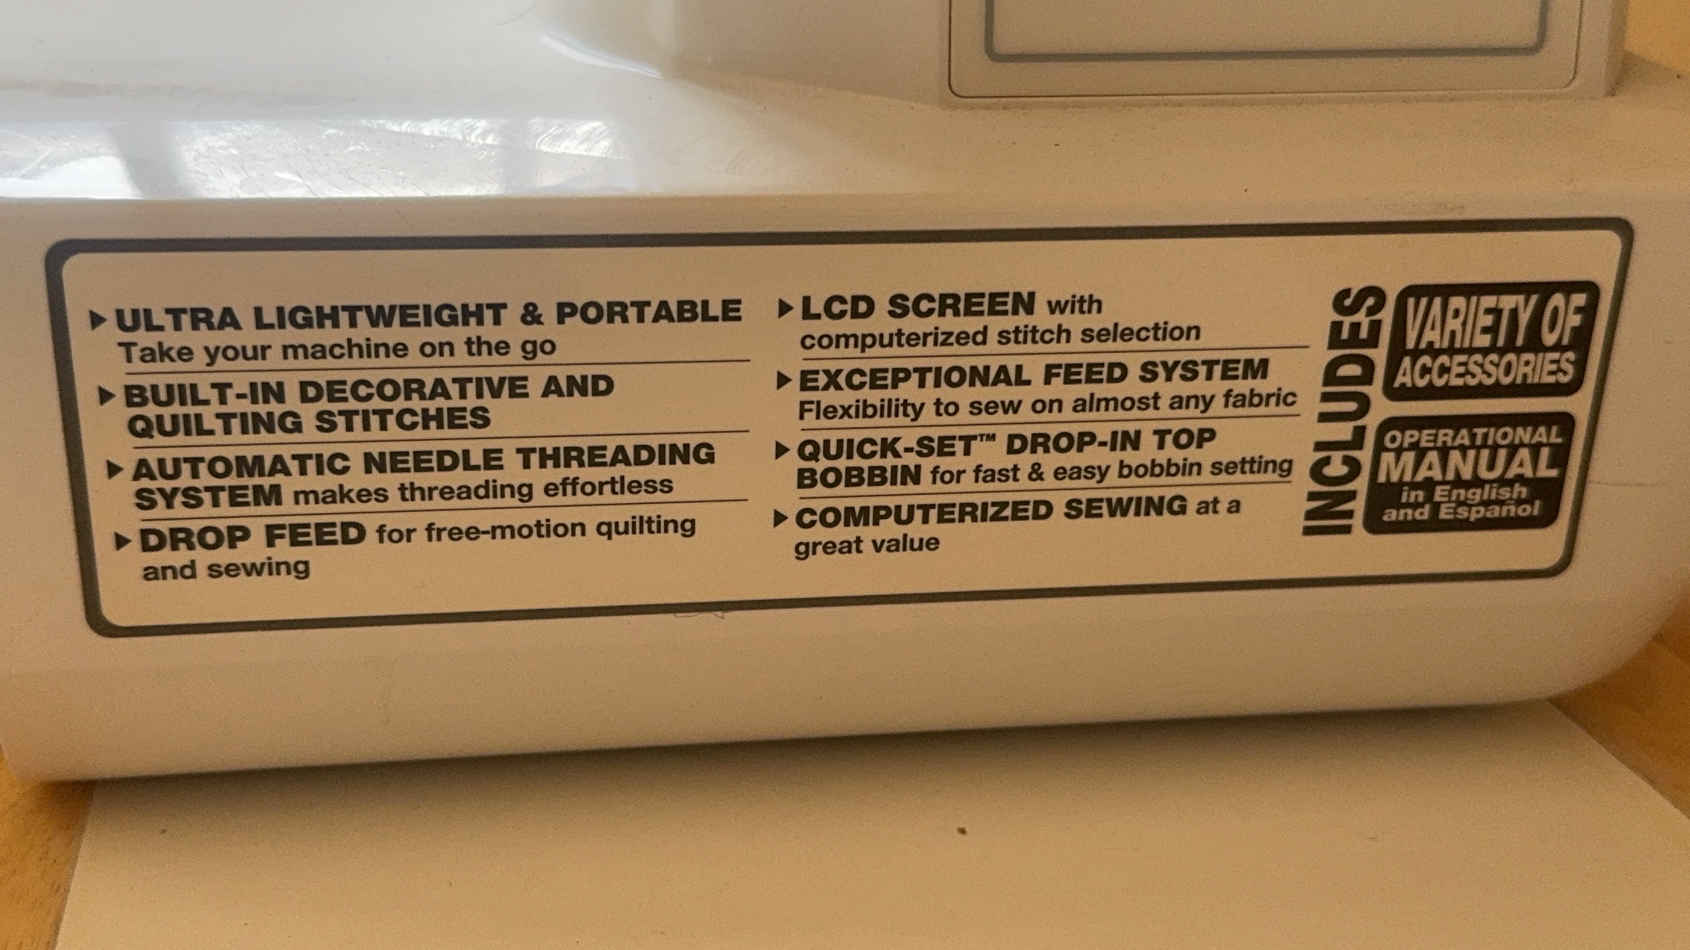 ▶ ULTRA LIGHTWEIGHT & PORTABLE
Take your machine on the go
▶ BUILT-IN DECORATIVE AND
QUILTING STITCHES
▶ AUTOMATIC NEEDLE THREADING
SYSTEM makes threading effortless
▶ DROP FEED for free-motion quilting
and sewing
▶ LCD SCREEN with
computerized stitch selection
▶ EXCEPTIONAL FEED SYSTEM
Flexibility to sew on almost any fabric
▶ QUICK-SET™ DROP-IN TOP
BOBBIN for fast & easy bobbin setting
▶ COMPUTERIZED SEWING at a
great value
INCLUDES
VARIETY OF
ACCESSORIES
OPERATIONAL
MANUAL
in English
and Español